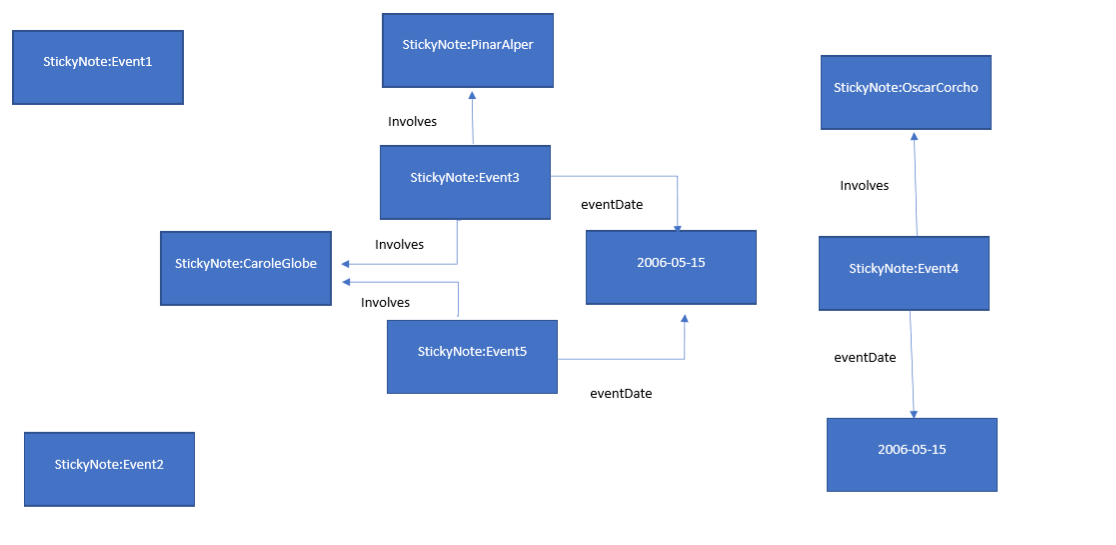 StickyNote:Event1
StickyNote:PinarAlper
StickyNote:OscarCorcho
Involves
StickyNote:Event3
Involves
eventDate
Involves
StickyNote:CaroleGlobe
2006-05-15
StickyNote:Event4
Involves
StickyNote:Event5
eventDate
eventDate
StickyNote:Event2
2006-05-15